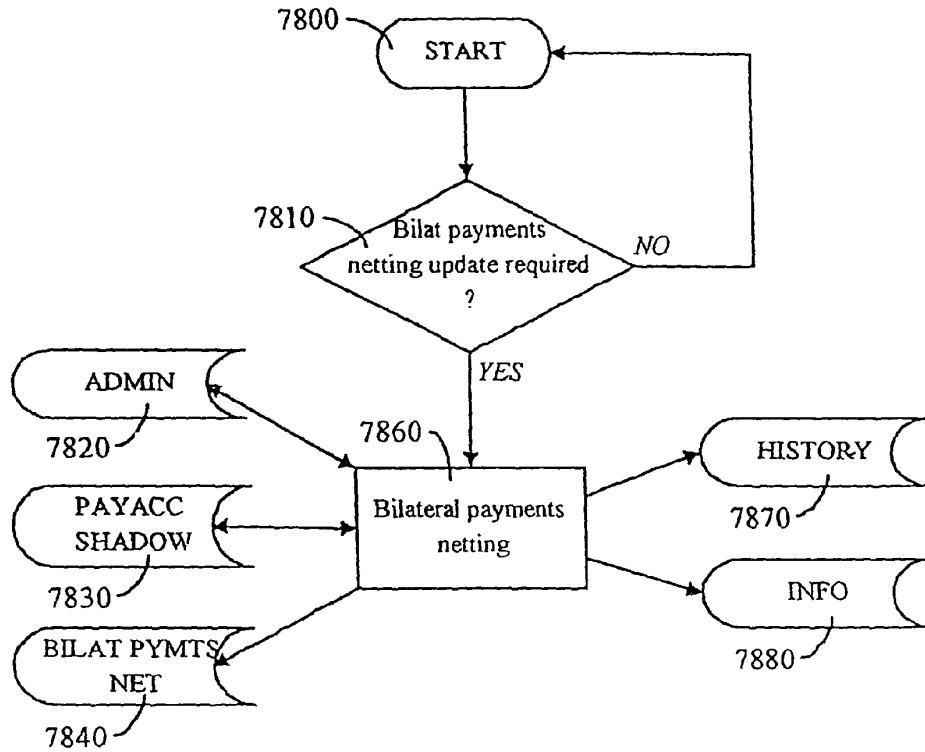 7800
START
7810
Bilat payments
netting update required
?
NO
YES
ADMIN
7820
7860
HISTORY
7870
PAYACC
SHADOW
7830
Bilateral payments
netting
INFO
7880
BILAT PYMTS
NET
7840